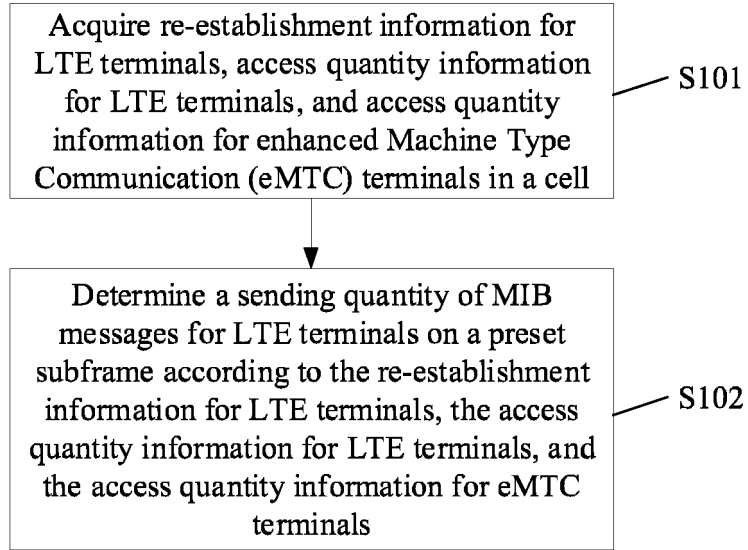 Acquire re-establishment information for
LTE terminals, access quantity information
for LTE terminals, and access quantity
information for enhanced Machine Type
Communication (eMTC) terminals in a cell
S101
Determine a sending quantity of MIB
messages for LTE terminals on a preset
subframe according to the re-establishment
information for LTE terminals, the access
quantity information for LTE terminals, and
the access quantity information for eMTC
terminals
S102